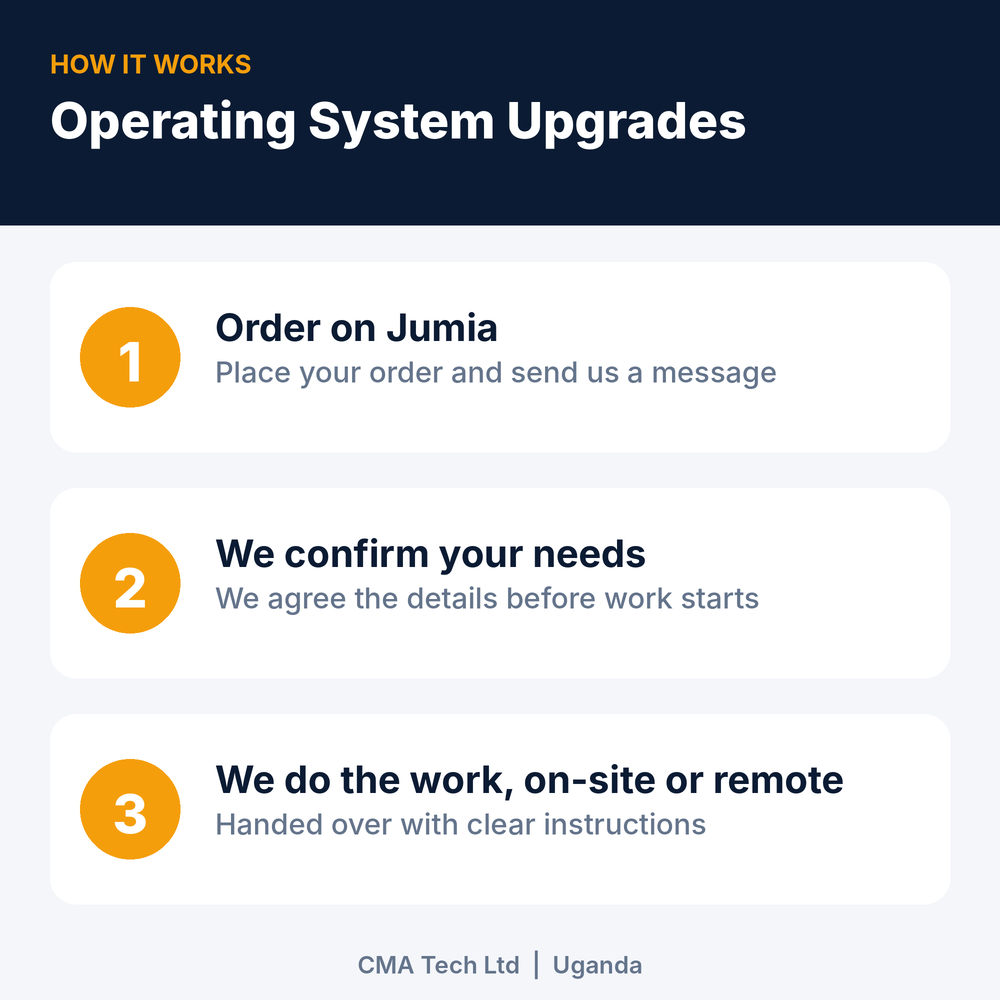 HOW IT WORKS
Operating System Upgrades
1
Order on Jumia
Place your order and send us a message
2
We confirm your needs
We agree the details before work starts
3
We do the work, on-site or remote
Handed over with clear instructions
CMA Tech Ltd | Uganda